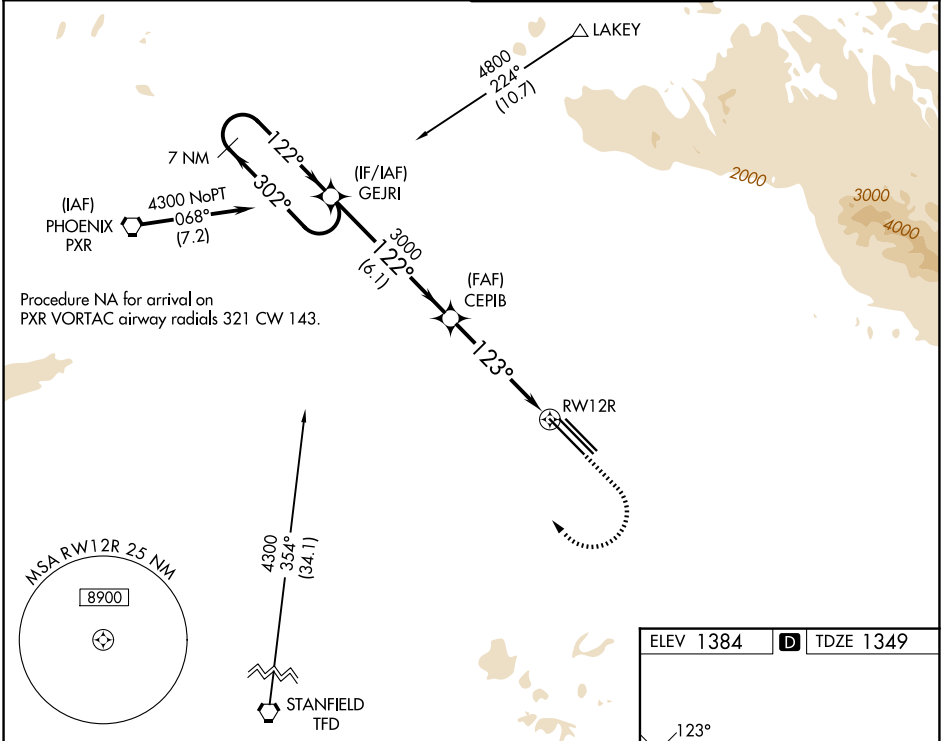 LAKEY
4800
224°
(10.7)
7 NM
122°
302°
(IF/IAF)
GEJRI
(IAF)
PHOENIX
PXR
4300 NoPT
068°
(7.2)
2000
3000
4000
3000
122°
(6.1)
(FAF)
CEPIB
Procedure NA for arrival on
PXR VORTAC airway radials 321 CW 143.
123°
RW12R
4300
354°
(34.1)
MSA RW12R 25 NM
8900
STANFIELD
TFD
ELEV 1384 D TDZE 1349
123°